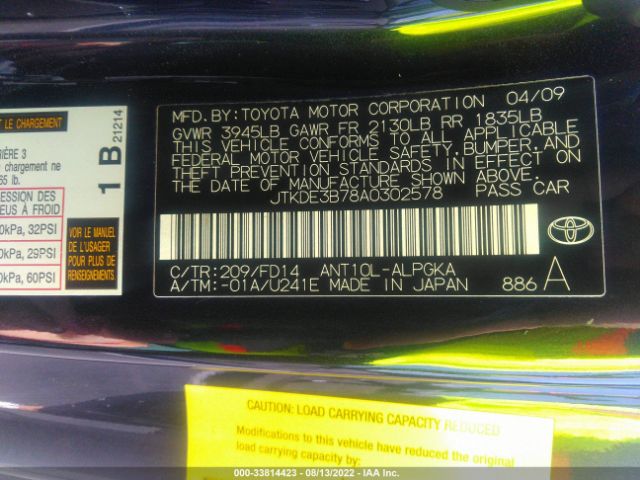 MFD. BY: TOYOTA MOTOR CORPORATION 04/09
GVWR 3945LB GAWR FR 2130LB RR 1835LB
THIS VEHICLE CONFORMS TO ALL APPLICABLE
FEDERAL MOTOR VEHICLE SAFETY, BUMPER, AND
THEFT PREVENTION STANDARDS IN EFFECT ON
THE DATE OF MANUFACTURE SHOWN ABOVE.
JTKDE3B78A0302578 PASS CAR
C/TR: 209/FD14 ANT10L-ALPGKA
A/TM: -01A/U241E MADE IN JAPAN 886 A
TOYOTA
T LE CHARGEMENT
RIÈRE 3
chargement ne
65 lb.
ESSION DES
EUS À FROID
0kPa, 32PSI
0kPa, 29PSI
0kPa, 60PSI
1 B 21214
VOIR LE MANUEL
DE L'USAGER
POUR PLUS DE
RENSEIGNEMENTS
CAUTION: LOAD CARRYING CAPACITY REDUCED
Modifications to this vehicle have reduced the original
load carrying capacity by
000-33814423 - 08/13/2022 - IAA Inc.